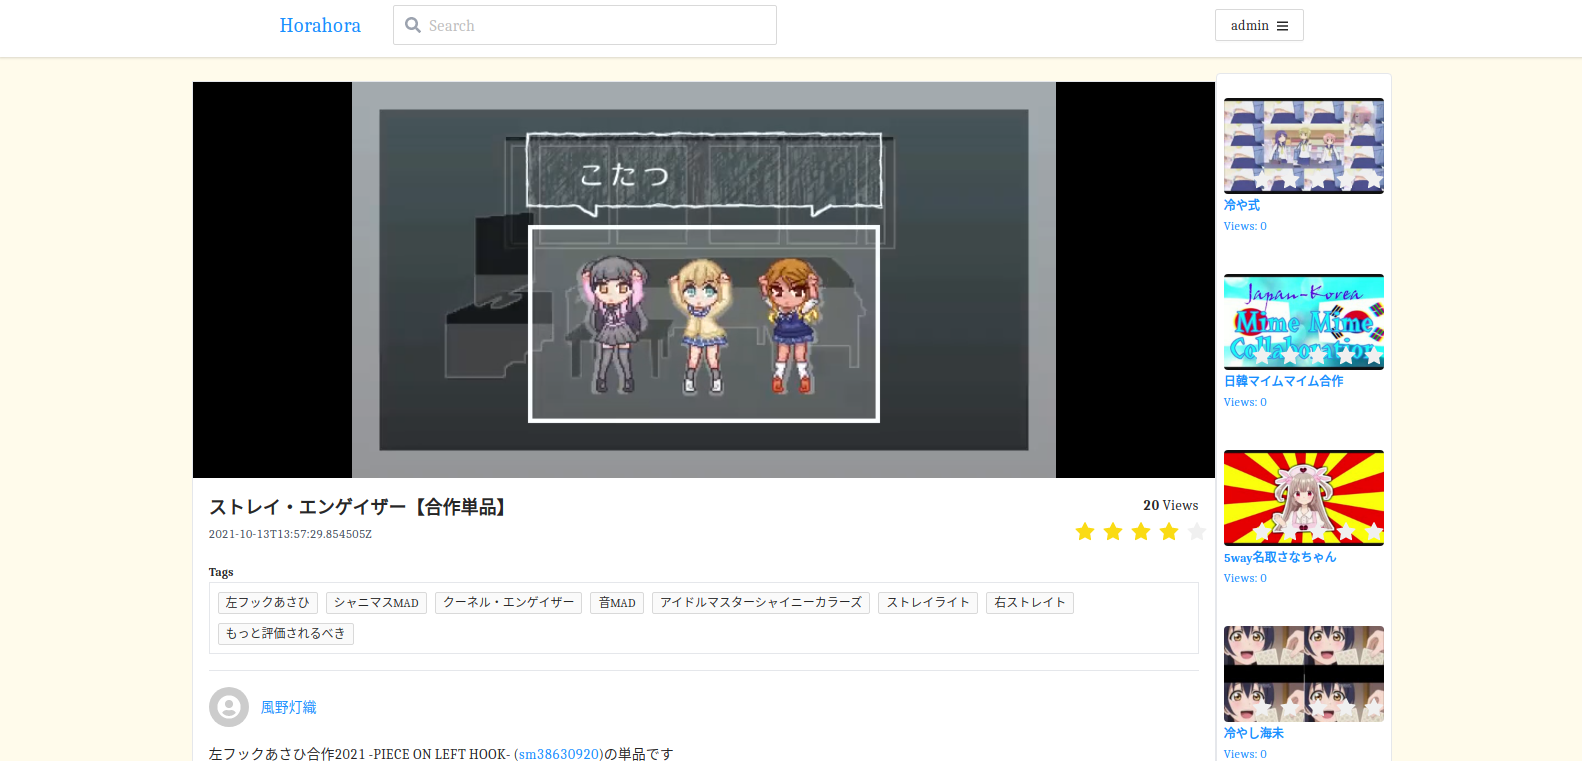 Horahora
Search
admin
こたつ
ストレイ・エンゲイザー【合作単品】
20 Views
2021-10-13T13:57:29.854505Z
Tags
左フックあさひ シャニマスMAD クーネル・エンゲイザー 音MAD アイドルマスターシャイニーカラーズ ストレイライト 右ストレイト
もっと評価されるべき
風野灯織
左フックあさひ合作2021 -PIECE ON LEFT HOOK- (sm38630920)の単品です
冷や式
Views: 0
Japan-Korea
Mime Mime
Collaboration
日韓マイムマイム合作
Views: 0
5way名取さなちゃん
Views: 0
冷やし海未
Views: 0